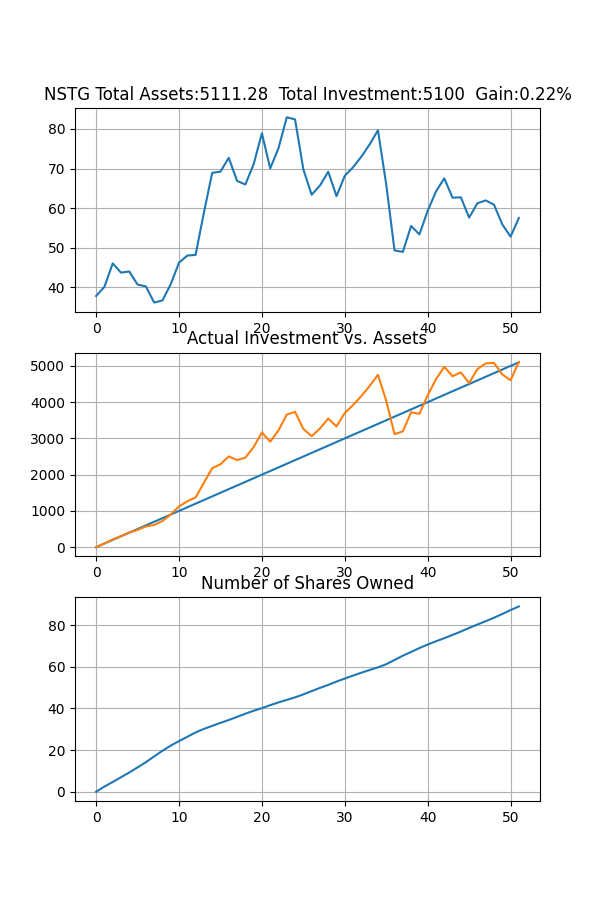 NSTG Total Assets:5111.28  Total Investment:5100  Gain:0.22%
80
70
60
50
40
0 10 20 30 40 50
Actual Investment vs. Assets
5000
4000
3000
2000
1000
0
0 10 20 30 40 50
Number of Shares Owned
80
60
40
20
0
0 10 20 30 40 50